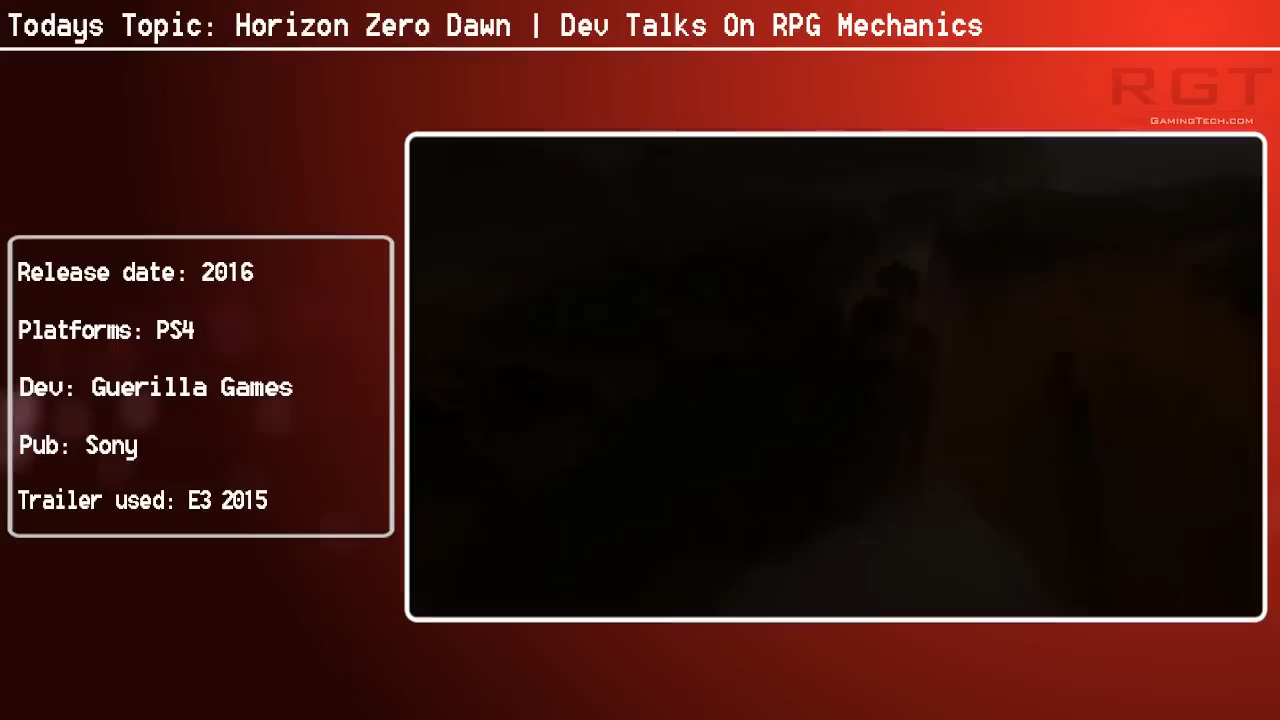 Todays Topic: Horizon Zero Dawn | Dev Talks On RPG Mechanics
RGT
GamingTech.com
Release date: 2016
Platforms: PS4
Dev: Guerilla Games
Pub: Sony
Trailer used: E3 2015